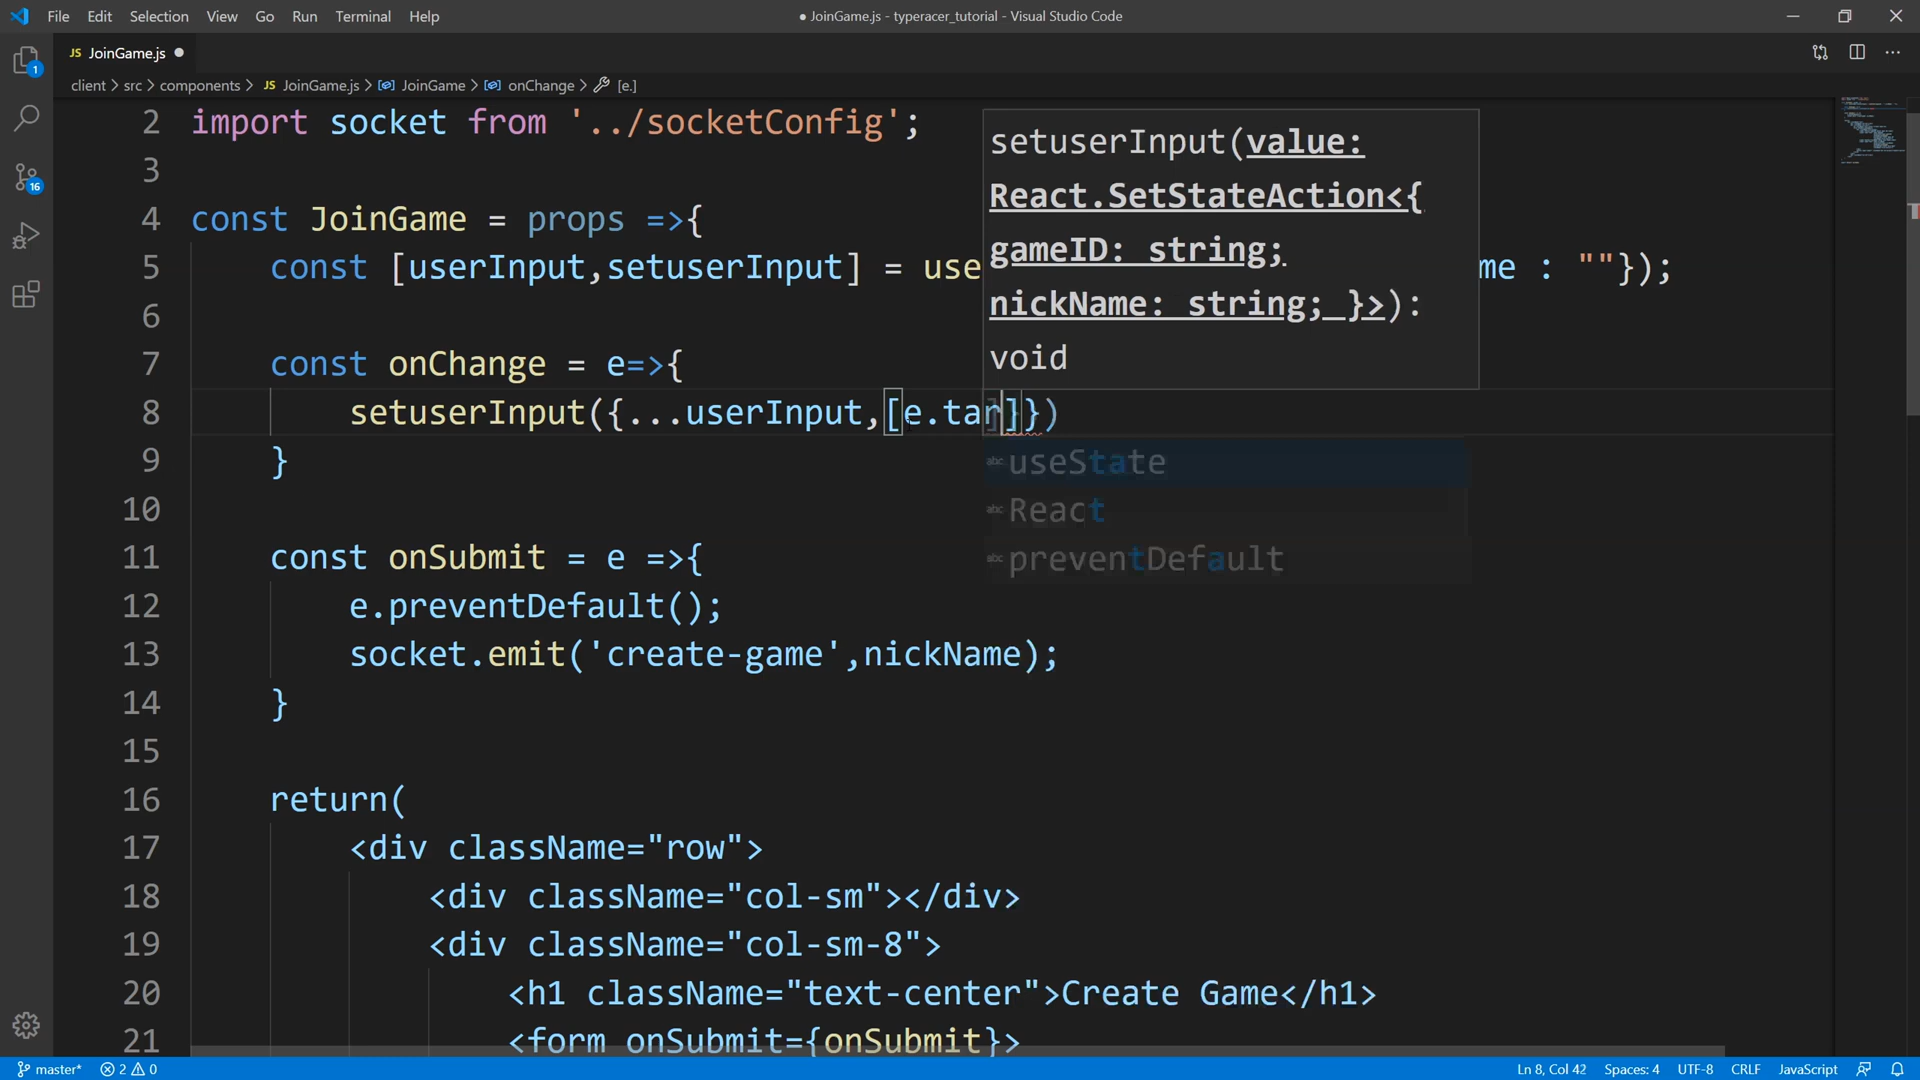 File Edit Selection View Go Run Terminal Help
● JoinGame.js - typeracer_tutorial - Visual Studio Code
JS JoinGame.js ●
client > src > components > JS JoinGame.js > JoinGame > onChange > [e.]
1
16
2 import socket from '../socketConfig';
3
4 const JoinGame = props =>{
5 const [userInput,setuserInput] = use me : ""});
6
7 const onChange = e=>{
8 setuserInput({...userInput,[e.tar]})
9 }
10
11 const onSubmit = e =>{
12 e.preventDefault();
13 socket.emit('create-game',nickName);
14 }
15
16 return(
17 <div className="row">
18 <div className="col-sm"></div>
19 <div className="col-sm-8">
20 <h1 className="text-center">Create Game</h1>
21 <form onSubmit={onSubmit}>
setuserInput(value:
React.SetStateAction<{
gameID: string;
nickName: string; }>):
void
abc useState
abc React
abc preventDefault
master* 2 0 Ln 8, Col 42 Spaces: 4 UTF-8 CRLF JavaScript